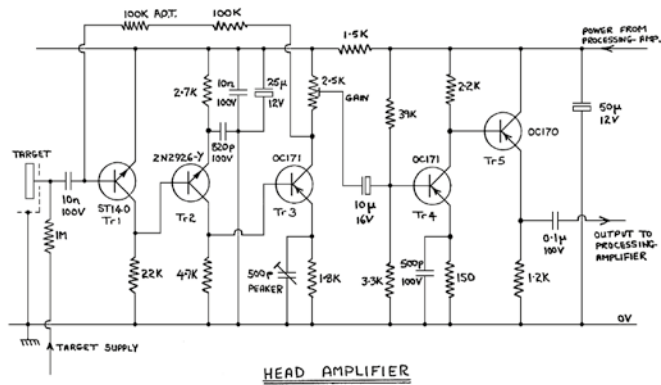 100K A.O.T.
100K
1·5K
POWER FROM
PROCESSING-AMP.
2·7K
10n
100V
25µ
12V
2·5K
GAIN
39K
2·2K
OC170
Tr5
50µ
12V
TARGET
2N2926-Y
820p
100V
OC171
OC171
10n
100V
ST140
Tr1
Tr2
Tr3
10µ
16V
Tr4
1M
22K
47K
500p
PEAKER
1·8K
3·3K
500p
100V
150
1·2K
0·1µ
100V
OUTPUT TO
PROCESSING-
AMPLIFIER
0V
TARGET SUPPLY
HEAD AMPLIFIER